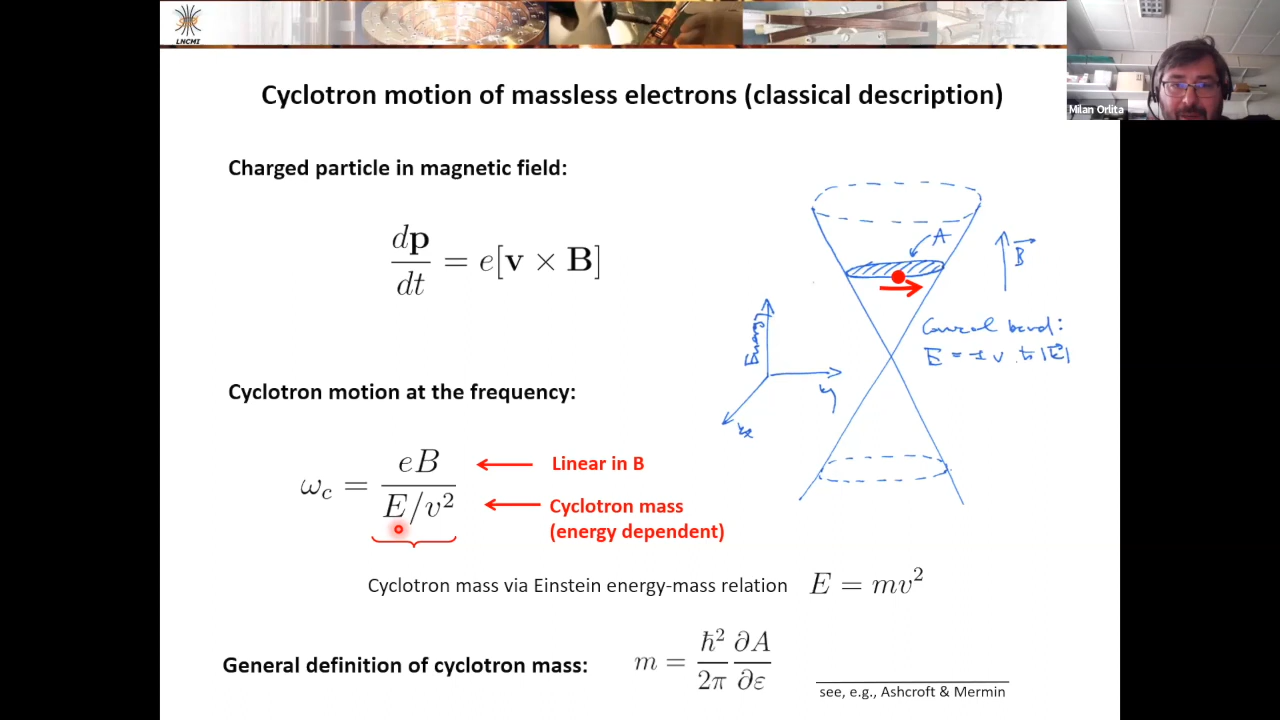 LNCMI
Milan Orlita
Cyclotron motion of massless electrons (classical description)
Charged particle in magnetic field:
dp/dt = e[v × B]
A
B
Energy
ky
kx
Conical band:
E = ± v ħ|k|
Cyclotron motion at the frequency:
ω_c = eB / (E/v²)
Linear in B
Cyclotron mass
(energy dependent)
Cyclotron mass via Einstein energy-mass relation E = mv²
General definition of cyclotron mass: m = ħ²/2π ∂A/∂ε
see, e.g., Ashcroft & Mermin